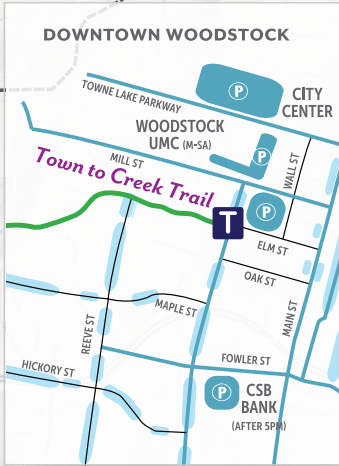 DOWNTOWN WOODSTOCK
P
CITY
CENTER
TOWNE LAKE PARKWAY
WOODSTOCK
UMC (M-SA)
P
WALL ST
MILL ST
Town to Creek Trail
P
T
ELM ST
OAK ST
MAPLE ST
MAIN ST
REEVE ST
FOWLER ST
HICKORY ST
P
CSB
BANK
(AFTER 5PM)